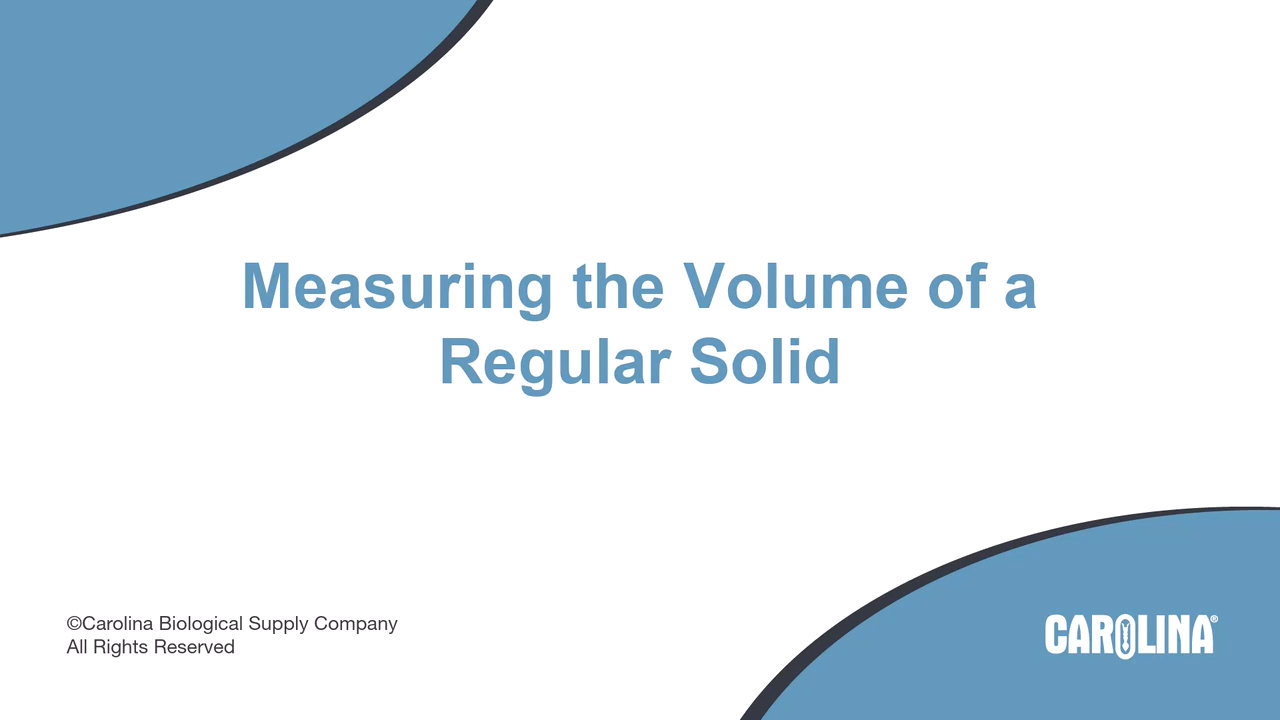 Measuring the Volume of a
Regular Solid
©Carolina Biological Supply Company
All Rights Reserved
CAROLINA®